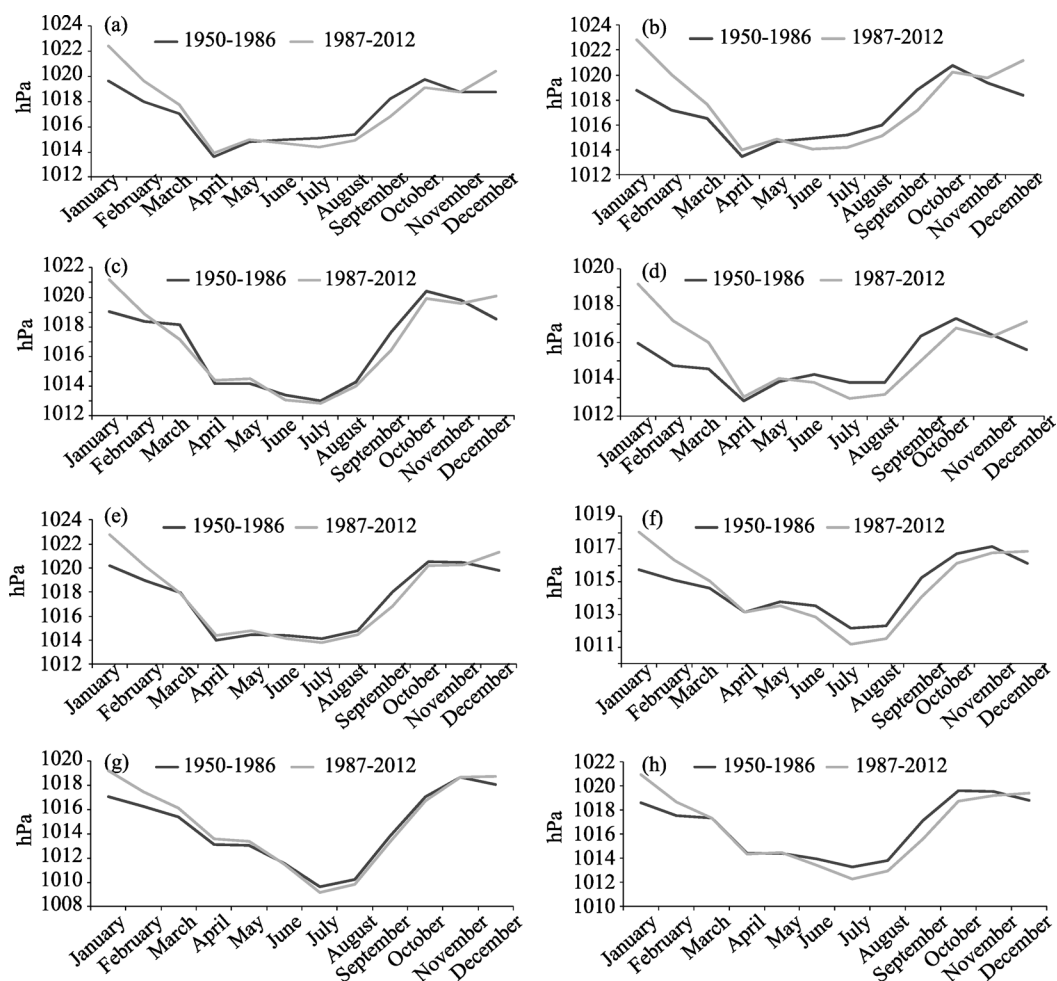 (a)
1950-1986 1987-2012
hPa
1024
1022
1020
1018
1016
1014
1012
January February March April May June July August September October November December
(b)
1950-1986 1987-2012
hPa
1024
1022
1020
1018
1016
1014
1012
January February March April May June July August September October November December
(c)
1950-1986 1987-2012
hPa
1022
1020
1018
1016
1014
1012
January February March April May June July August September October November December
(d)
1950-1986 1987-2012
hPa
1020
1018
1016
1014
1012
January February March April May June July August September October November December
(e)
1950-1986 1987-2012
hPa
1024
1022
1020
1018
1016
1014
1012
January February March April May June July August September October November December
(f)
1950-1986 1987-2012
hPa
1019
1017
1015
1013
1011
January February March April May June July August September October November December
(g)
1950-1986 1987-2012
hPa
1020
1018
1016
1014
1012
1010
1008
January February March April May June July August September October November December
(h)
1950-1986 1987-2012
hPa
1022
1020
1018
1016
1014
1012
1010
January February March April May June July August September October November December